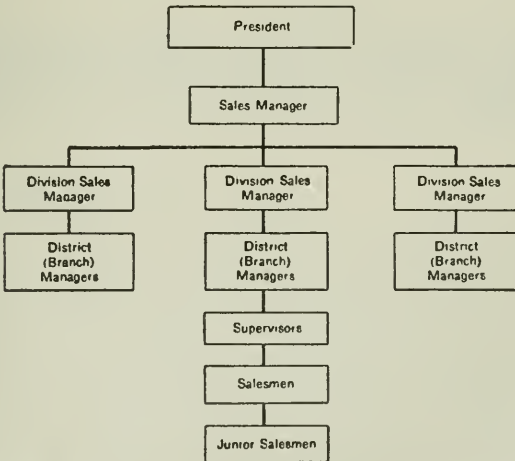 President
Sales Manager
Division Sales
Manager
Division Sales
Manager
Division Sales
Manager
District
(Branch)
Managers
District
(Branch)
Managers
District
(Branch)
Managers
Supervisors
Salesmen
Junior Salesmen